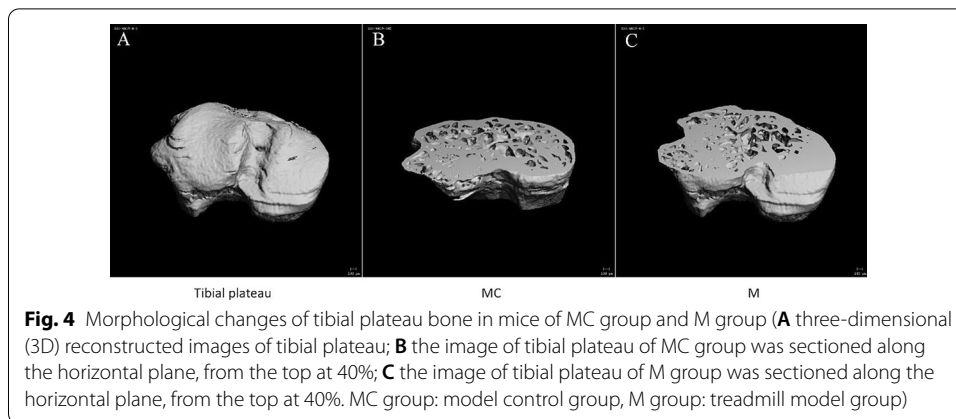 A
B
C
Tibial plateau
MC
M
Fig. 4 Morphological changes of tibial plateau bone in mice of MC group and M group (A three-dimensional
(3D) reconstructed images of tibial plateau; B the image of tibial plateau of MC group was sectioned along
the horizontal plane, from the top at 40%; C the image of tibial plateau of M group was sectioned along the
horizontal plane, from the top at 40%. MC group: model control group, M group: treadmill model group)